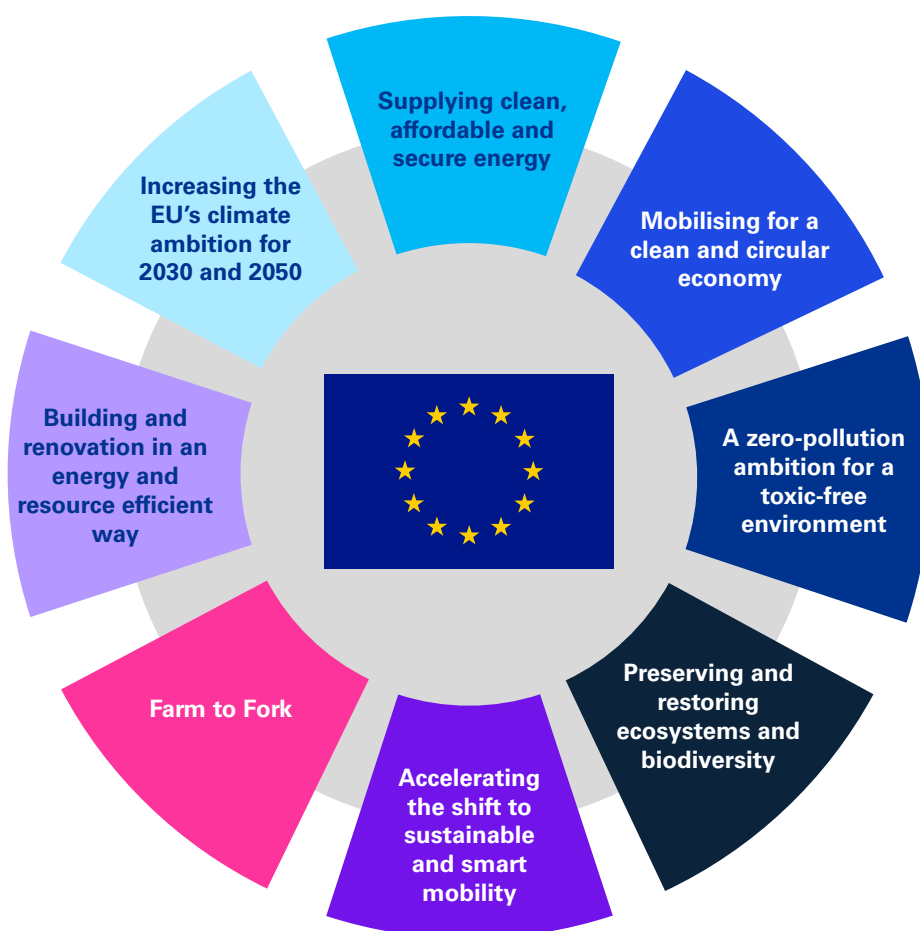 Supplying clean,
affordable and
secure energy
Mobilising for a
clean and circular
economy
A zero-pollution
ambition for a
toxic-free
environment
Preserving and
restoring
ecosystems and
biodiversity
Accelerating
the shift to
sustainable
and smart
mobility
Farm to Fork
Building and
renovation in an
energy and
resource efficient
way
Increasing the
EU’s climate
ambition for
2030 and 2050